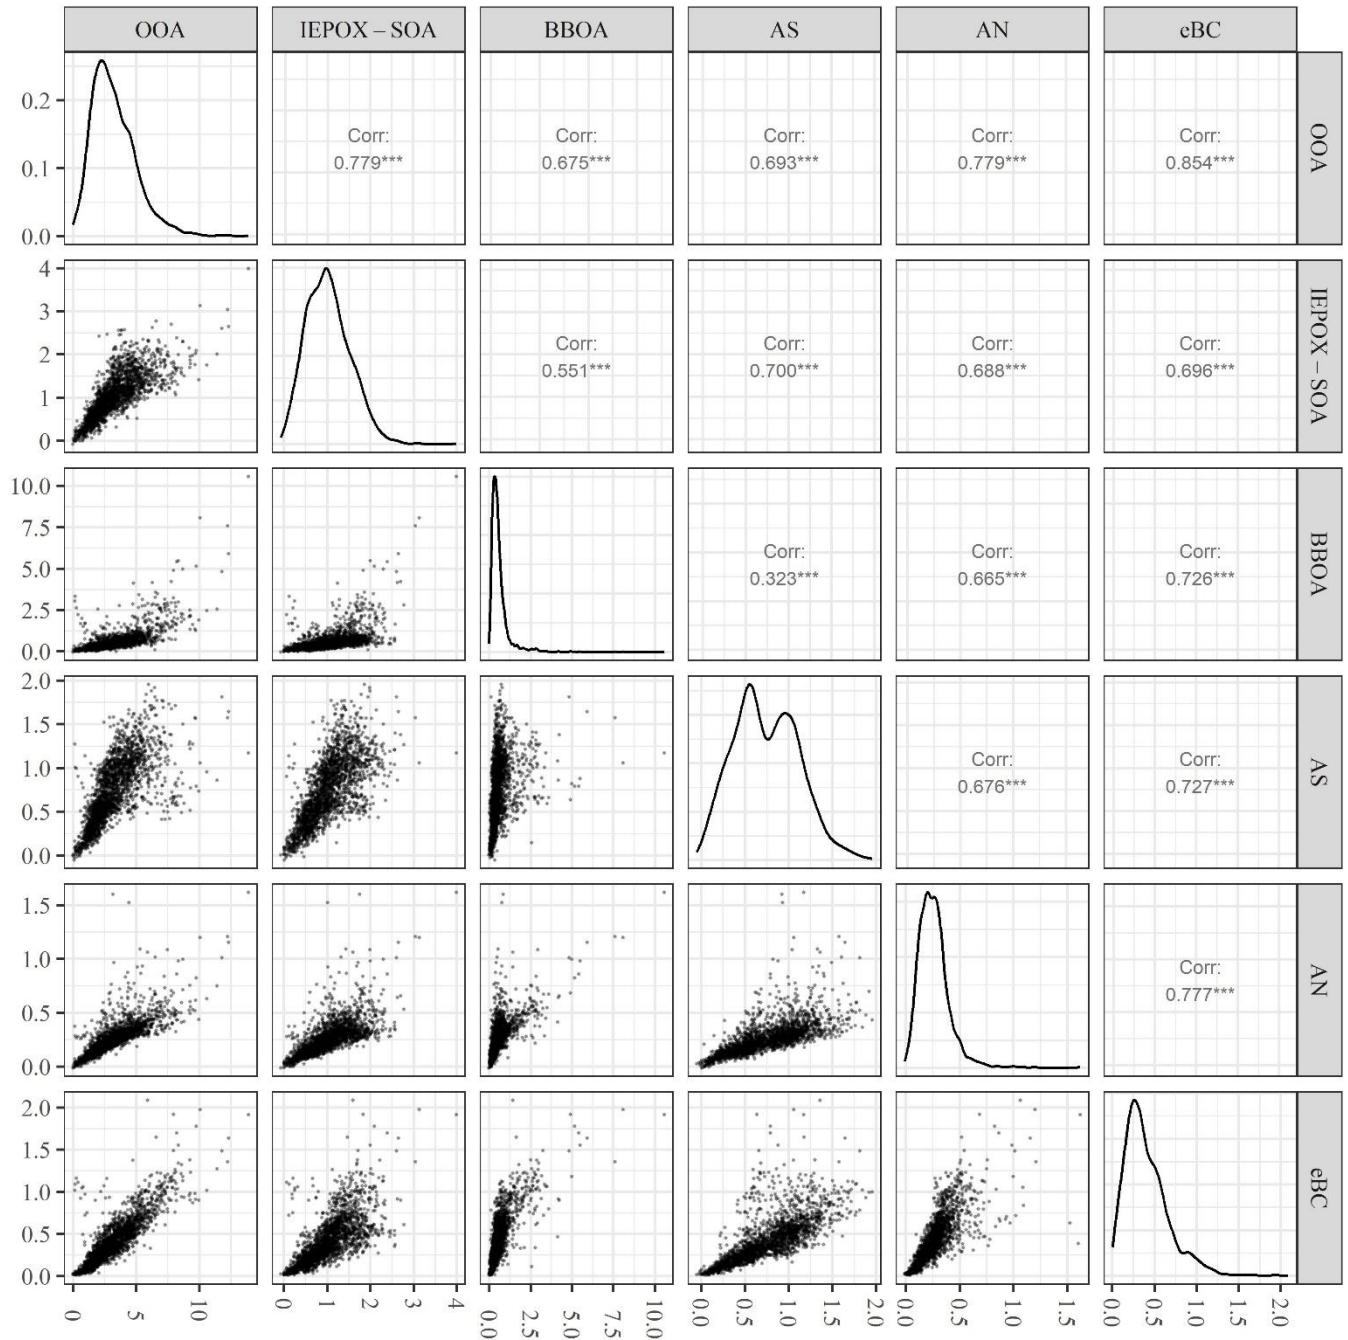 OOA IEPOX – SOA BBOA AS AN eBC
0.2
0.1
0.0
Corr:
0.779***
Corr:
0.675***
Corr:
0.693***
Corr:
0.779***
Corr:
0.854***
OOA
4
3
2
1
0
Corr:
0.551***
Corr:
0.700***
Corr:
0.688***
Corr:
0.696***
IEPOX – SOA
10.0
7.5
5.0
2.5
0.0
Corr:
0.323***
Corr:
0.665***
Corr:
0.726***
BBOA
2.0
1.5
1.0
0.5
0.0
Corr:
0.676***
Corr:
0.727***
AS
1.5
1.0
0.5
0.0
Corr:
0.777***
AN
2.0
1.5
1.0
0.5
0.0
eBC
0 5 10
0 1 2 3 4
0.0 2.5 5.0 7.5 10.0
0.0 0.5 1.0 1.5 2.0
0.0 0.5 1.0 1.5
0.0 0.5 1.0 1.5 2.0